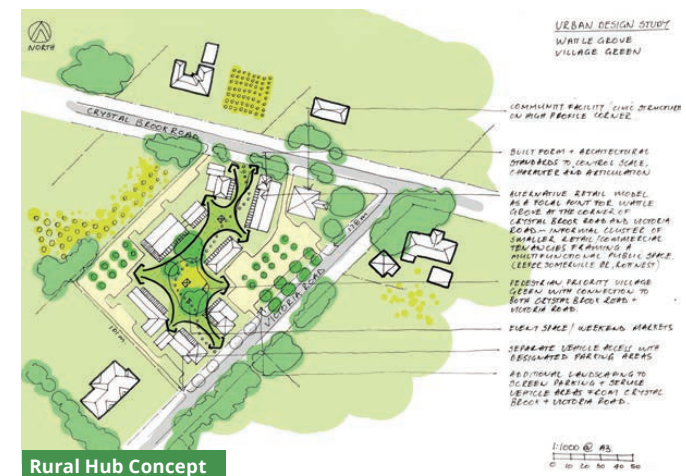 URBAN DESIGN STUDY
WATTLE GROVE
VILLAGE GREEN
NORTH
CRYSTAL BROOK ROAD
COMMUNITY FACILITY / CIVIC STRUCTURE
ON HIGH PROFILE CORNER
BUILT FORM + ARCHITECTURAL
STANDARDS TO CONTROL SCALE,
CHARACTER AND ARTICULATION
ALTERNATIVE RETAIL MODEL
AS A FOCAL POINT FOR WATTLE
GROVE AT THE CORNER OF
CRYSTAL BROOK ROAD AND VICTORIA
ROAD - INFORMAL CLUSTER OF
SMALLER RETAIL/COMMERCIAL
TENANCIES FRAMING A
MULTIFUNCTIONAL PUBLIC SPACE.
(REFER SOMERVILLE DR, ROTNEST)
PEDESTRIAN PRIORITY VILLAGE
GREEN WITH CONNECTION TO
BOTH CRYSTAL BROOK ROAD +
VICTORIA ROAD.
VICTORIA ROAD
EVENT SPACE / WEEKEND MARKETS
SEPARATE VEHICLE ACCESS WITH
DESIGNATED PARKING AREAS
ADDITIONAL LANDSCAPING TO
SCREEN PARKING + SERVICE
VEHICLE AREAS FROM CRYSTAL
BROOK + VICTORIA ROAD.
1:1000 @ A3
0 10 20 30 40 50
Rural Hub Concept